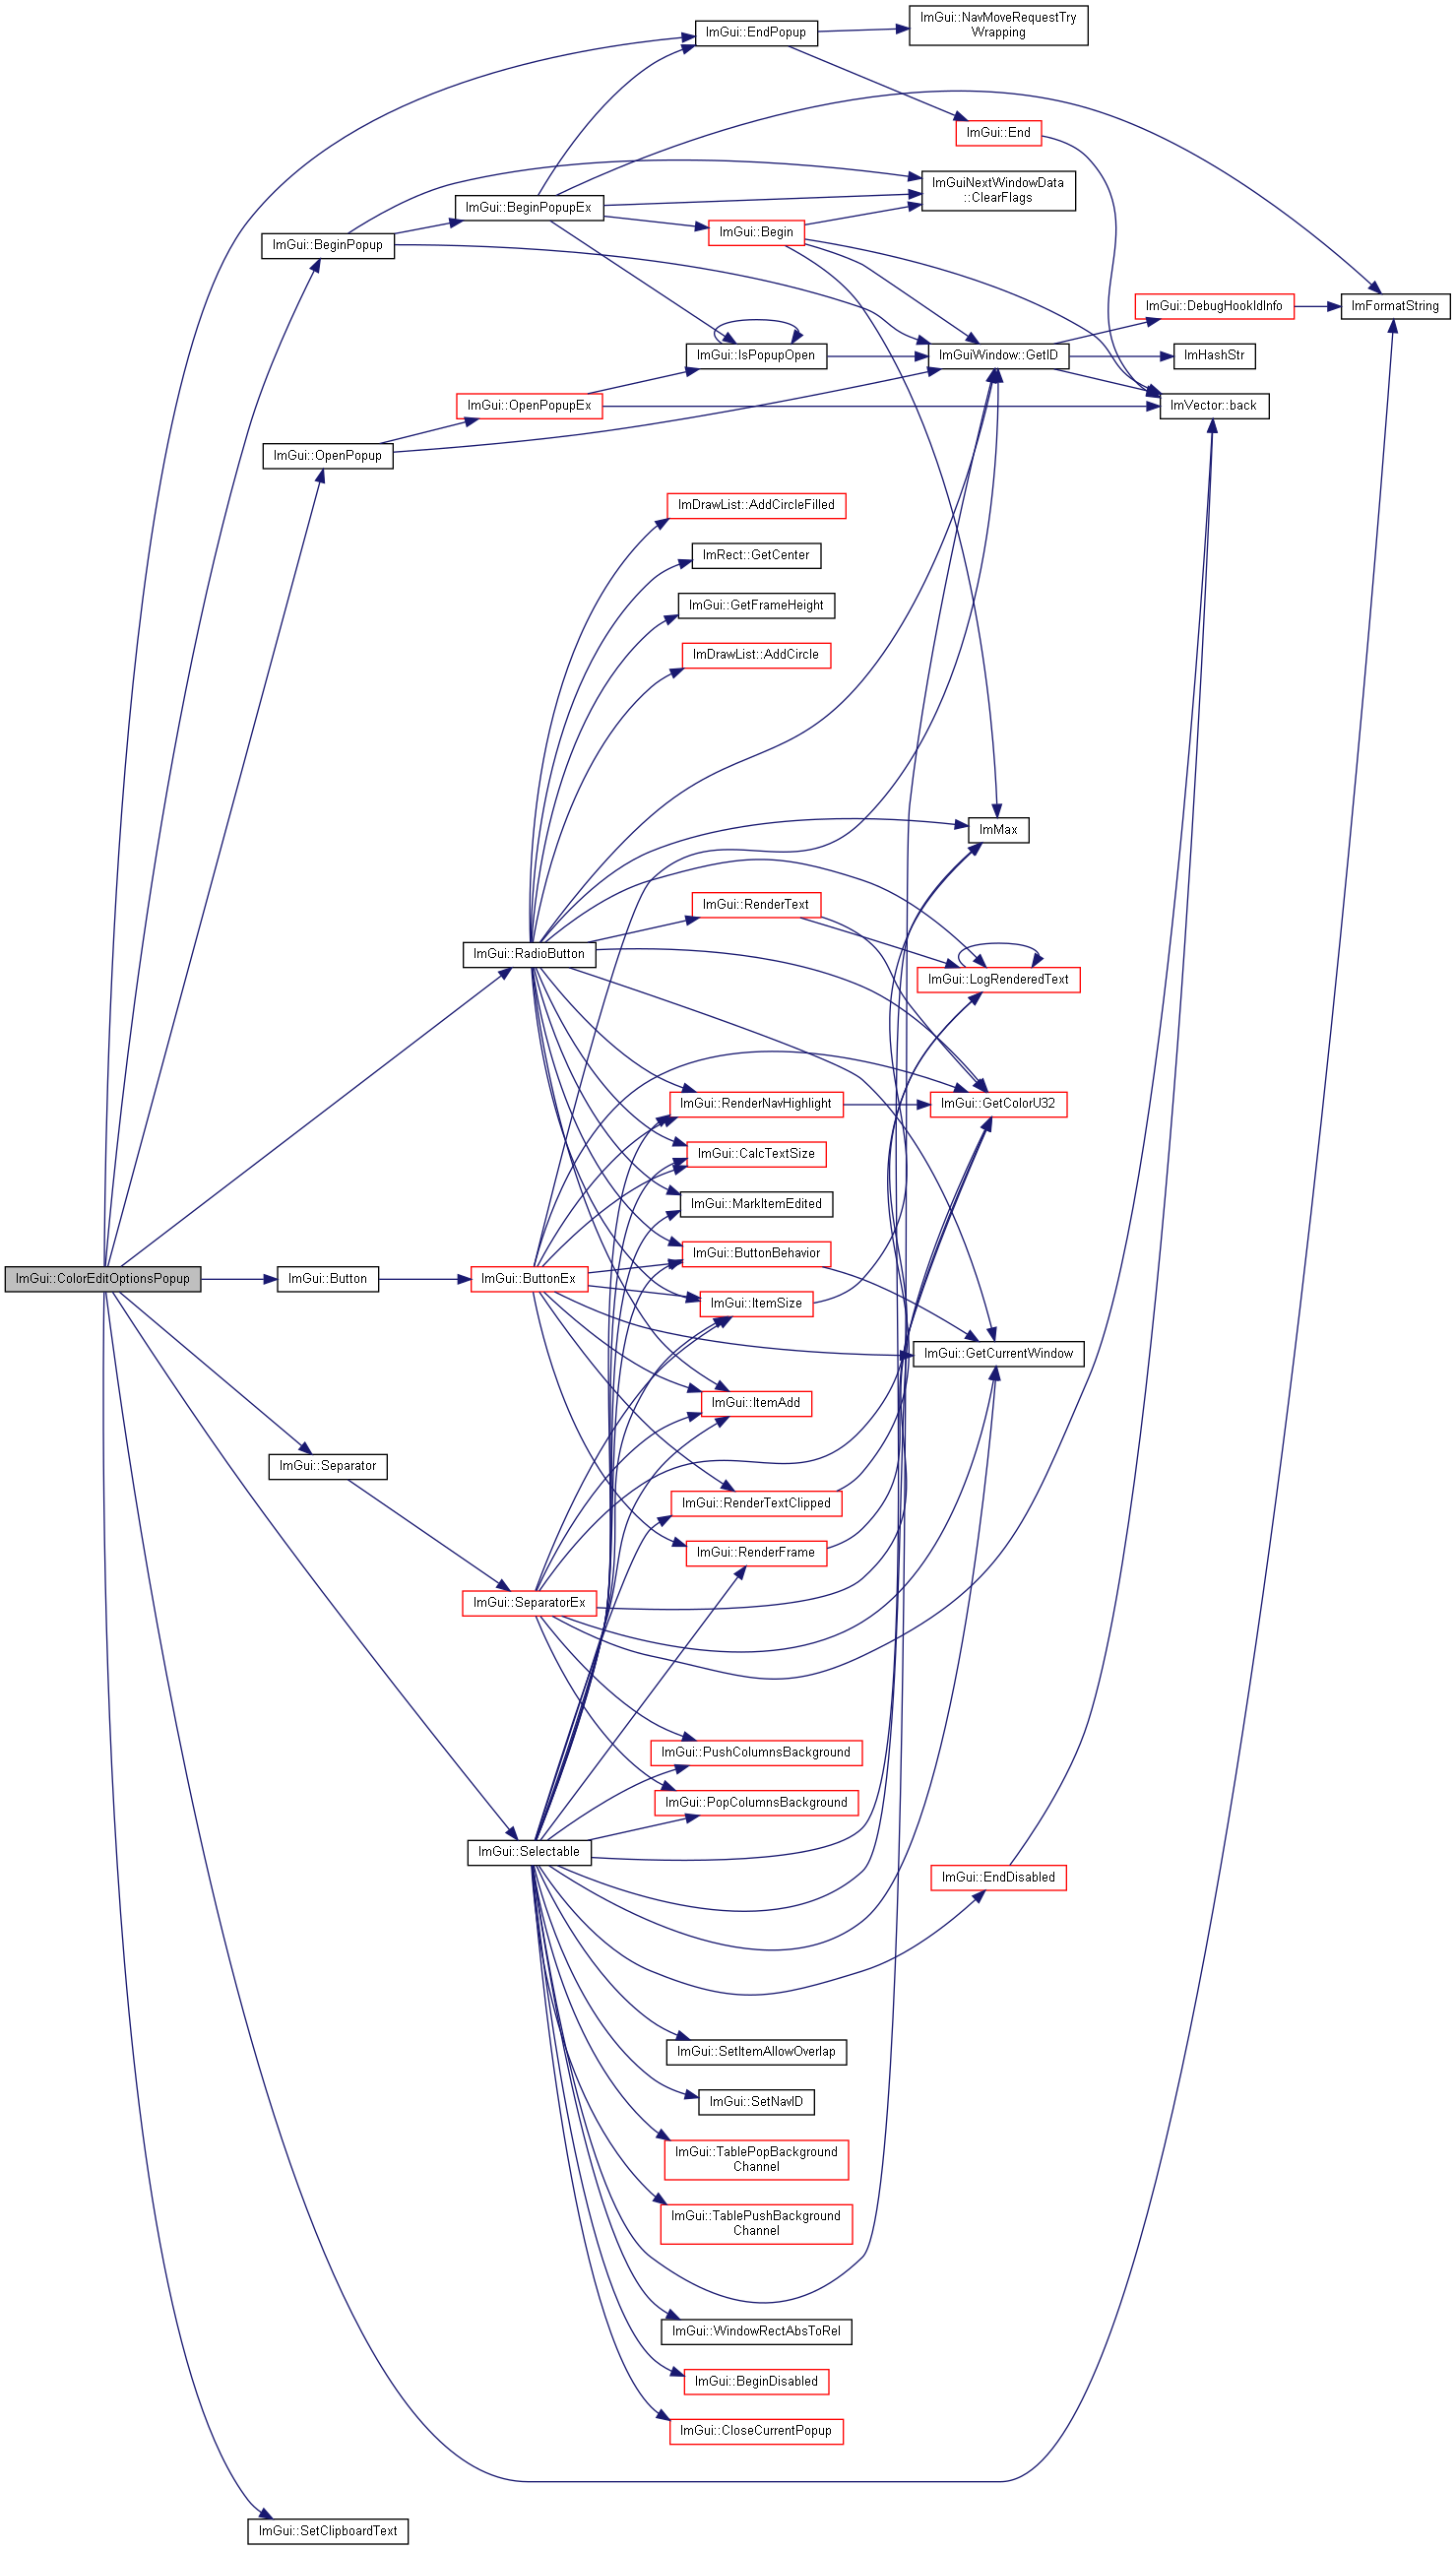 ImGui::NavMoveRequestTry
Wrapping
ImGui::EndPopup
ImGui::End
ImGuiNextWindowData
::ClearFlags
ImGui::BeginPopupEx
ImGui::Begin
ImGui::BeginPopup
ImGui::DebugHookIdInfo
ImFormatString
ImGui::IsPopupOpen
ImGuiWindow::GetID
ImHashStr
ImGui::OpenPopupEx
ImVector::back
ImGui::OpenPopup
ImDrawList::AddCircleFilled
ImRect::GetCenter
ImGui::GetFrameHeight
ImDrawList::AddCircle
ImMax
ImGui::RenderText
ImGui::RadioButton
ImGui::LogRenderedText
ImGui::RenderNavHighlight
ImGui::GetColorU32
ImGui::CalcTextSize
ImGui::MarkItemEdited
ImGui::ButtonBehavior
ImGui::ColorEditOptionsPopup
ImGui::Button
ImGui::ButtonEx
ImGui::ItemSize
ImGui::GetCurrentWindow
ImGui::ItemAdd
ImGui::Separator
ImGui::RenderTextClipped
ImGui::RenderFrame
ImGui::SeparatorEx
ImGui::PushColumnsBackground
ImGui::PopColumnsBackground
ImGui::Selectable
ImGui::EndDisabled
ImGui::SetItemAllowOverlap
ImGui::SetNavID
ImGui::TablePopBackground
Channel
ImGui::TablePushBackground
Channel
ImGui::WindowRectAbsToRel
ImGui::BeginDisabled
ImGui::CloseCurrentPopup
ImGui::SetClipboardText